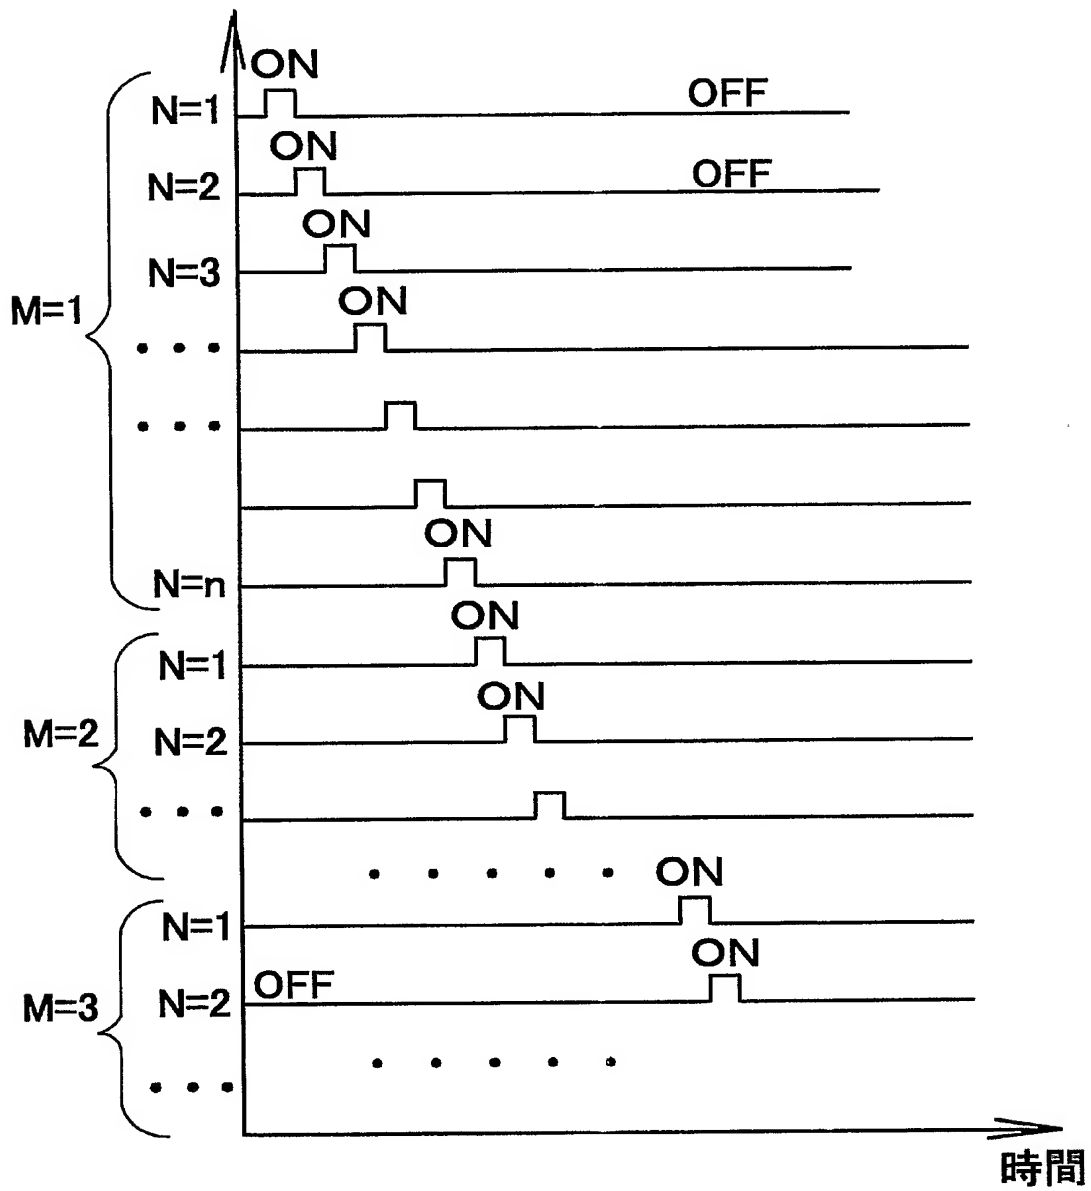 ON
N=1 OFF
ON
N=2 OFF
ON
N=3
M=1 ON
• • •
• • •
ON
N=n
ON
N=1
ON
M=2 N=2
• • •
• • • • • ON
N=1
ON
M=3 N=2 OFF
• • • • •
• • •
時間